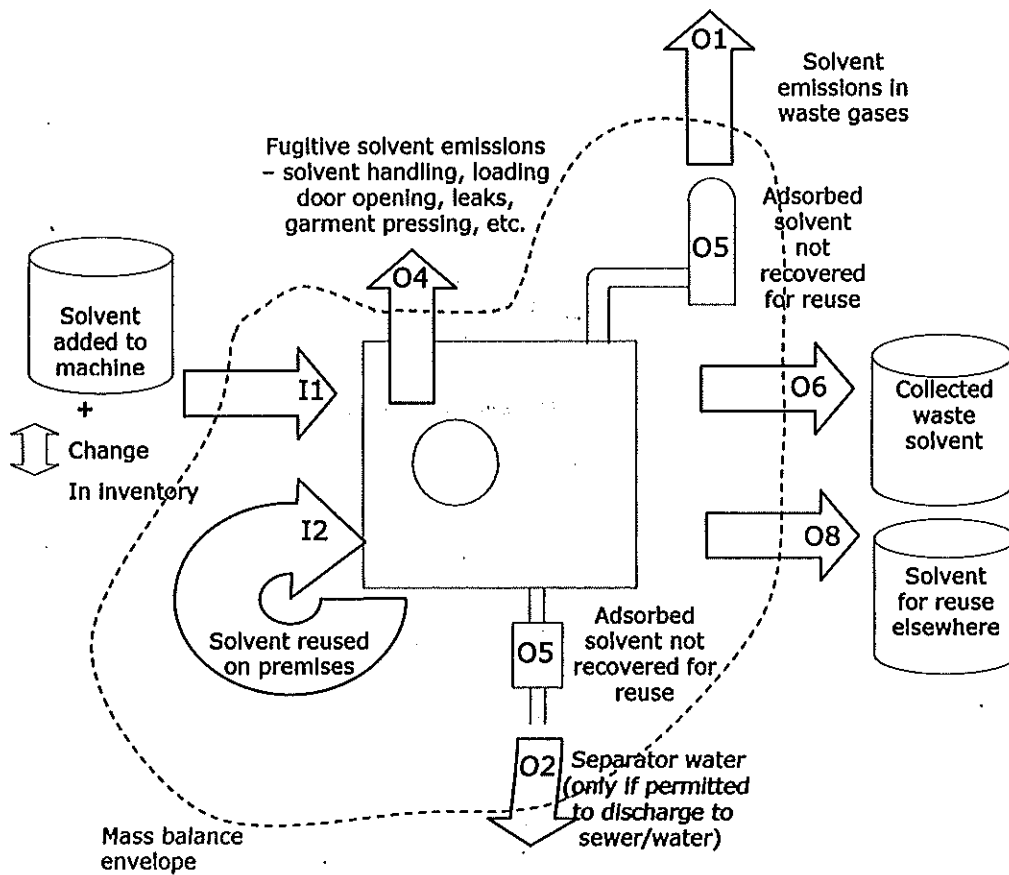 O1
Solvent
emissions in
waste gases
Fugitive solvent emissions
– solvent handling, loading
door opening, leaks,
garment pressing, etc.
Adsorbed
solvent
not
recovered
for reuse
O5
O4
Solvent
added to
machine
+
Change
In inventory
I1
O6
Collected
waste
solvent
I2
O8
Solvent
for reuse
elsewhere
Solvent reused
on premises
O5
Adsorbed
solvent not
recovered for
reuse
O2
Separator water
(only if permitted
to discharge to
sewer/water)
Mass balance
envelope